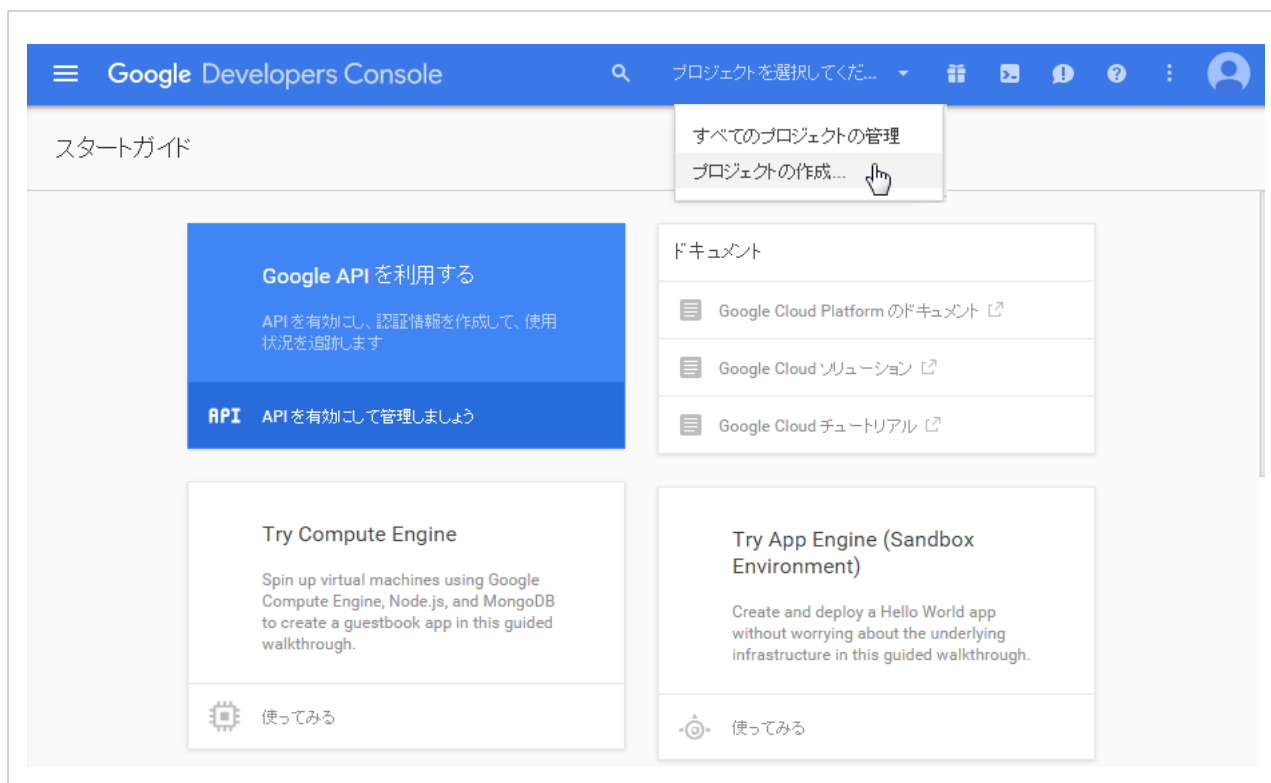 Google Developers Console
プロジェクトを選択してくだ...
すべてのプロジェクトの管理
プロジェクトの作成...
スタートガイド
Google API を利用する
API を有効にし、認証情報を作成して、使用
状況を追跡します
API API を有効にして管理しましょう
ドキュメント
Google Cloud Platform のドキュメント
Google Cloud ソリューション
Google Cloud チュートリアル
Try Compute Engine
Spin up virtual machines using Google
Compute Engine, Node.js, and MongoDB
to create a guestbook app in this guided
walkthrough.
使ってみる
Try App Engine (Sandbox
Environment)
Create and deploy a Hello World app
without worrying about the underlying
infrastructure in this guided walkthrough.
使ってみる